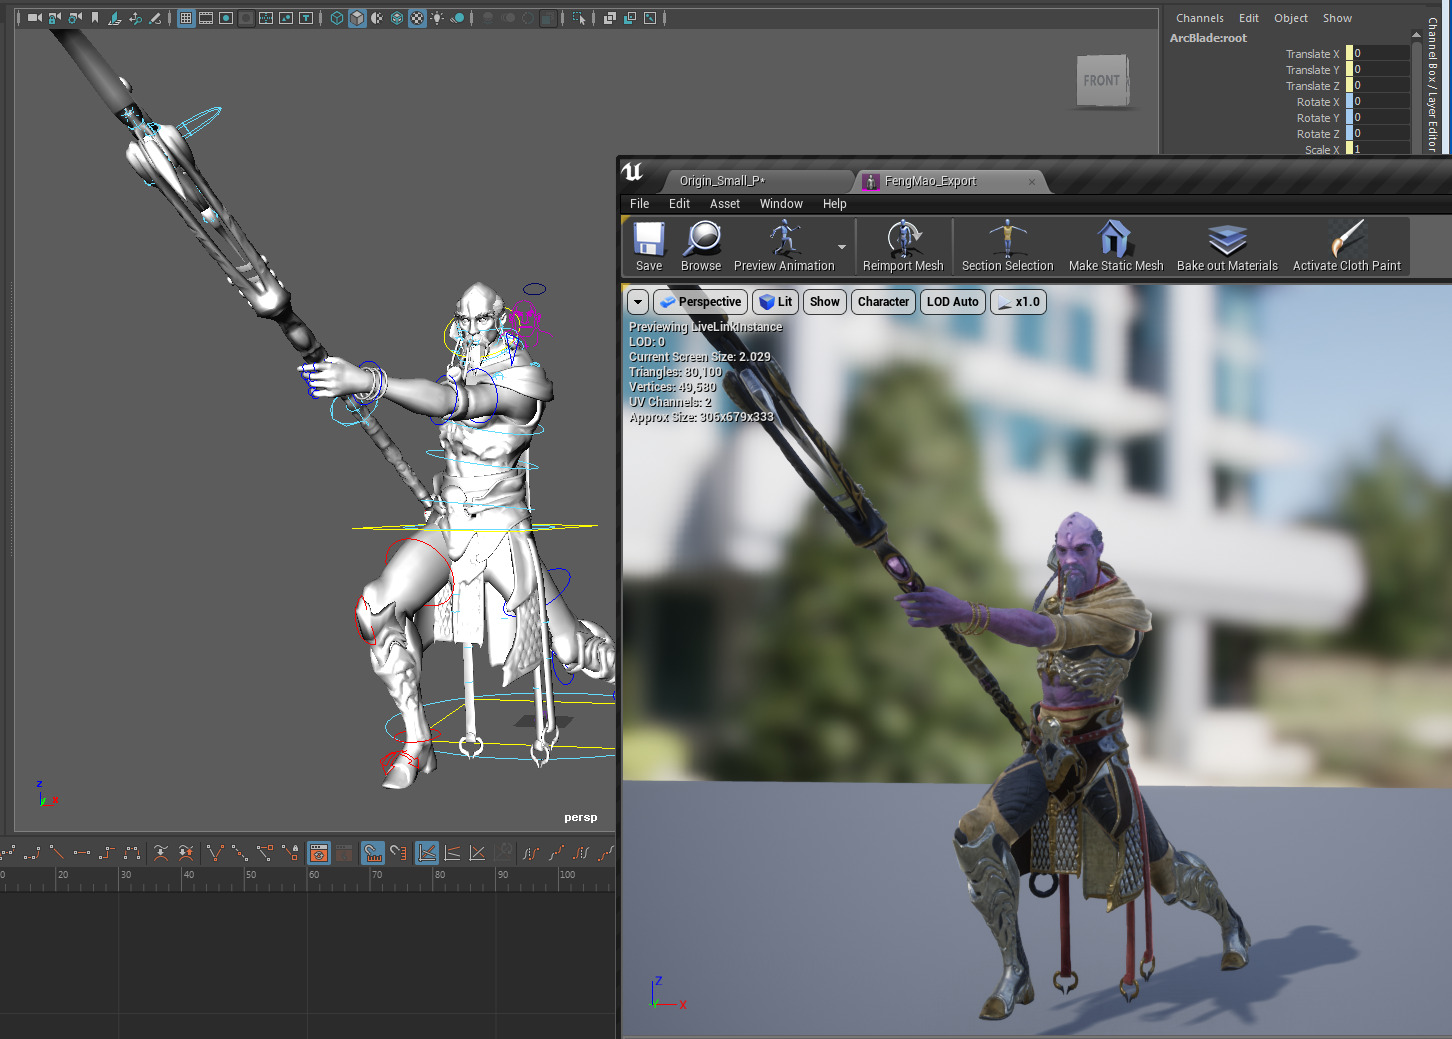 Channels Edit Object Show
ArcBlade:root
Translate X 0
Translate Y 0
Translate Z 0
Rotate X 0
Rotate Y 0
Rotate Z 0
Scale X 1
Channel Box / Layer Editor
FRONT
Origin_Small_P*
FengMao_Export
File Edit Asset Window Help
Save Browse Preview Animation Reimport Mesh Section Selection Make Static Mesh Bake out Materials Activate Cloth Paint
Perspective Lit Show Character LOD Auto x1.0
Previewing LiveLinkInstance
LOD: 0
Current Screen Size: 2.029
Triangles: 80,100
Vertices: 49,580
UV Channels: 2
Approx Size: 306x679x333
z
y x
persp
0 20 30 40 50 60 70 80 90 100
Z
X